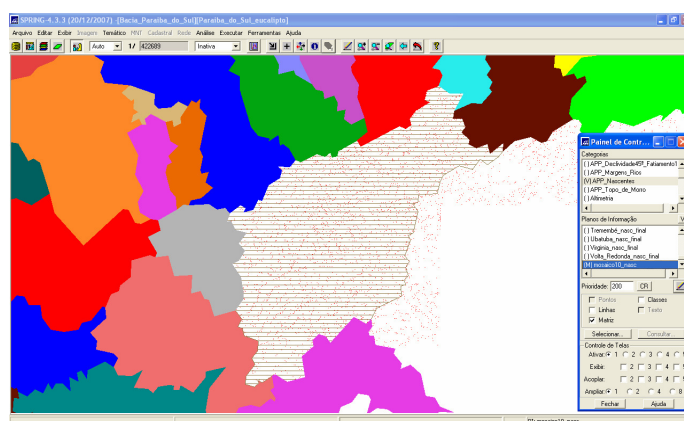 SPRING-4.3.3 (20/12/2007) -[Bacia_Paraiba_do_Sul][Paraiba_do_Sul_eucalipto]
Arquivo Editar Exibir Imagem Temático MNT Cadastral Rede Análise Executar Ferramentas Ajuda
Auto 1/ 422689 Inativa
Painel de Contr...
Categorias
( ) APP_Declividade45º_Fatiamento1
( ) APP_Margens_Rios
(V) APP_Nascentes
( ) APP_Topo_de_Morro
( ) Altimetria
Planos de Informação V
( ) Tremembé_nasc_final
( ) Ubatuba_nasc_final
( ) Virginia_nasc_final
( ) Volta_Redonda_nasc_final
(M) mosaico10_nasc
Prioridade: 200 CR
Pontos Classes
Linhas Texto
Matriz
Selecionar... Consultar...
Controle de Telas
Ativar: 1 2 3 4
Exibir: 2 3 4
Acoplar: 2 3 4
Ampliar: 1 2 4 8
Fechar Ajuda